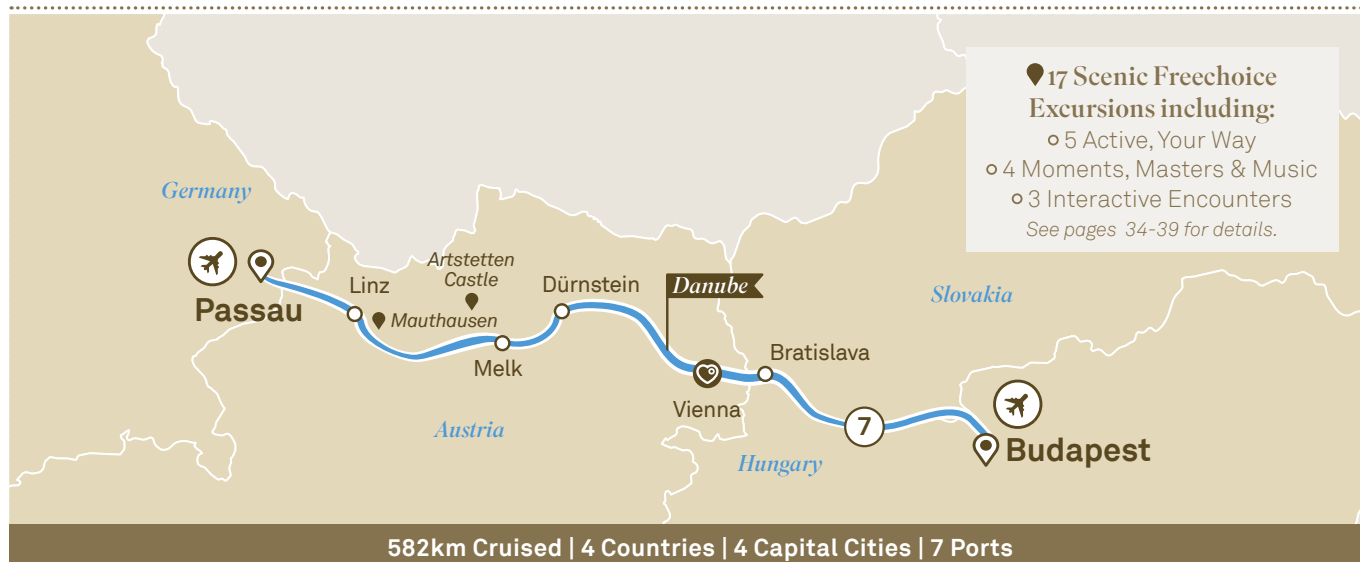 17 Scenic Freechoice
Excursions including:
5 Active, Your Way
4 Moments, Masters & Music
3 Interactive Encounters
See pages 34-39 for details.
Germany
Passau
Linz
Mauthausen
Artstetten
Castle
Melk
Dürnstein
Danube
Austria
Vienna
Bratislava
Slovakia
Hungary
7
Budapest
582km Cruised | 4 Countries | 4 Capital Cities | 7 Ports